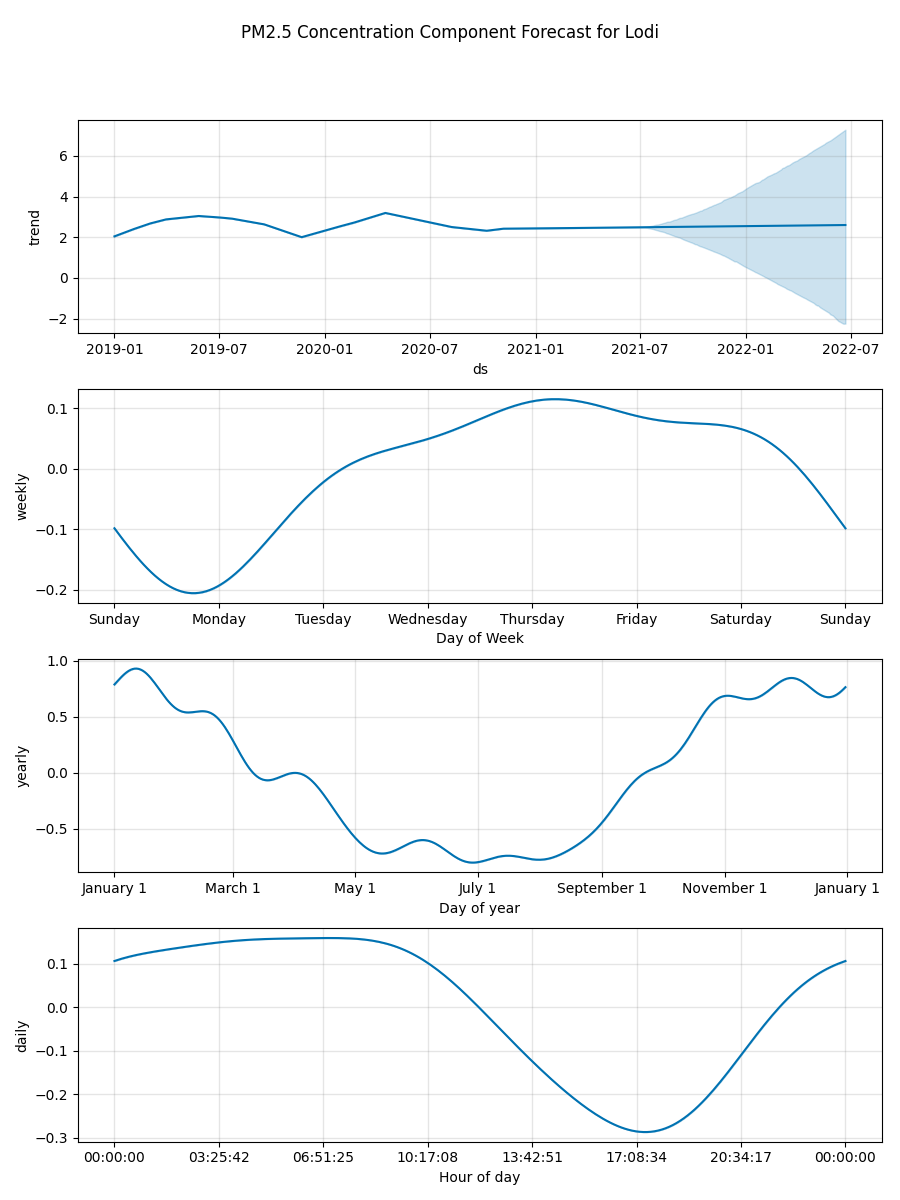 PM2.5 Concentration Component Forecast for Lodi
6
4
2
0
−2
trend
2019-01 2019-07 2020-01 2020-07 2021-01 2021-07 2022-01 2022-07
ds
0.1
0.0
−0.1
−0.2
weekly
Sunday Monday Tuesday Wednesday Thursday Friday Saturday Sunday
Day of Week
1.0
0.5
0.0
−0.5
yearly
January 1 March 1 May 1 July 1 September 1 November 1 January 1
Day of year
0.1
0.0
−0.1
−0.2
−0.3
daily
00:00:00 03:25:42 06:51:25 10:17:08 13:42:51 17:08:34 20:34:17 00:00:00
Hour of day